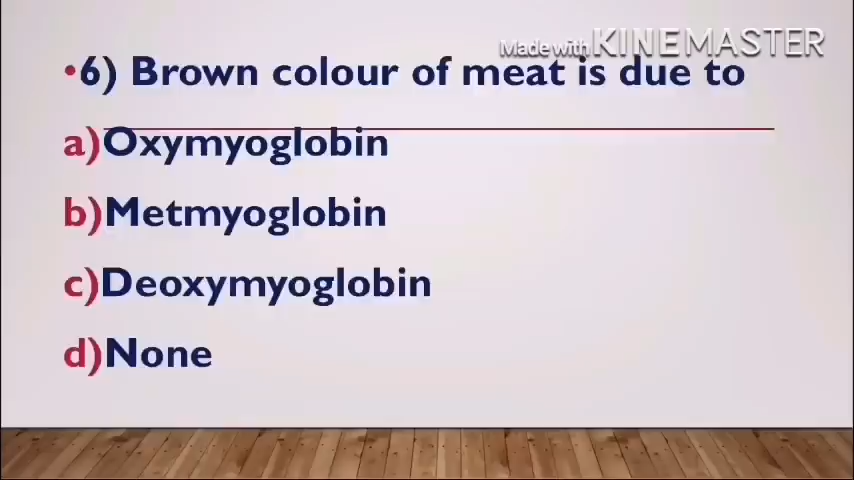 Made with KINEMASTER
•6) Brown colour of meat is due to
a)Oxymyoglobin
b)Metmyoglobin
c)Deoxymyoglobin
d)None